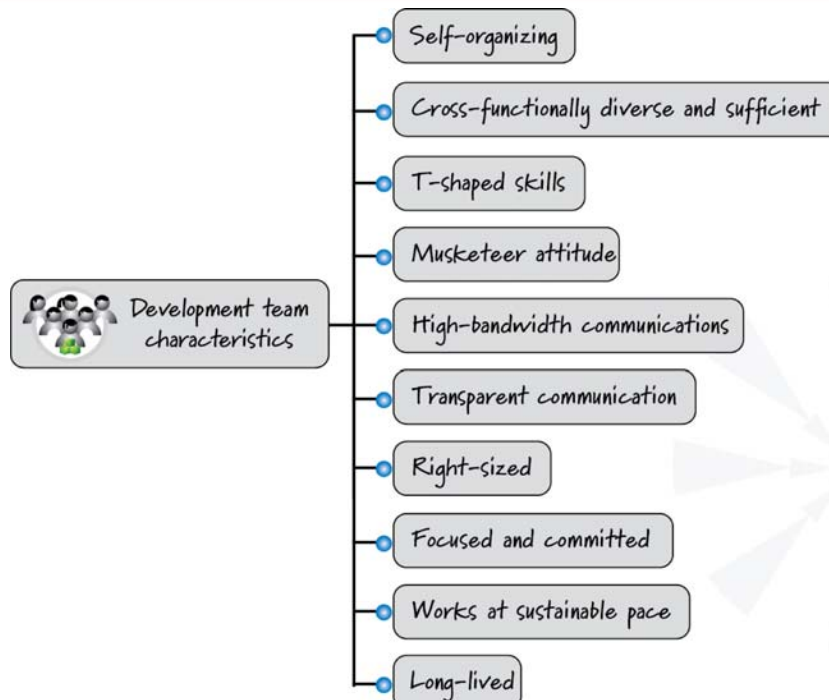 Self-organizing
Cross-functionally diverse and sufficient
T-shaped skills
Musketeer attitude
Development team
characteristics
High-bandwidth communications
Transparent communication
Right-sized
Focused and committed
Works at sustainable pace
Long-lived